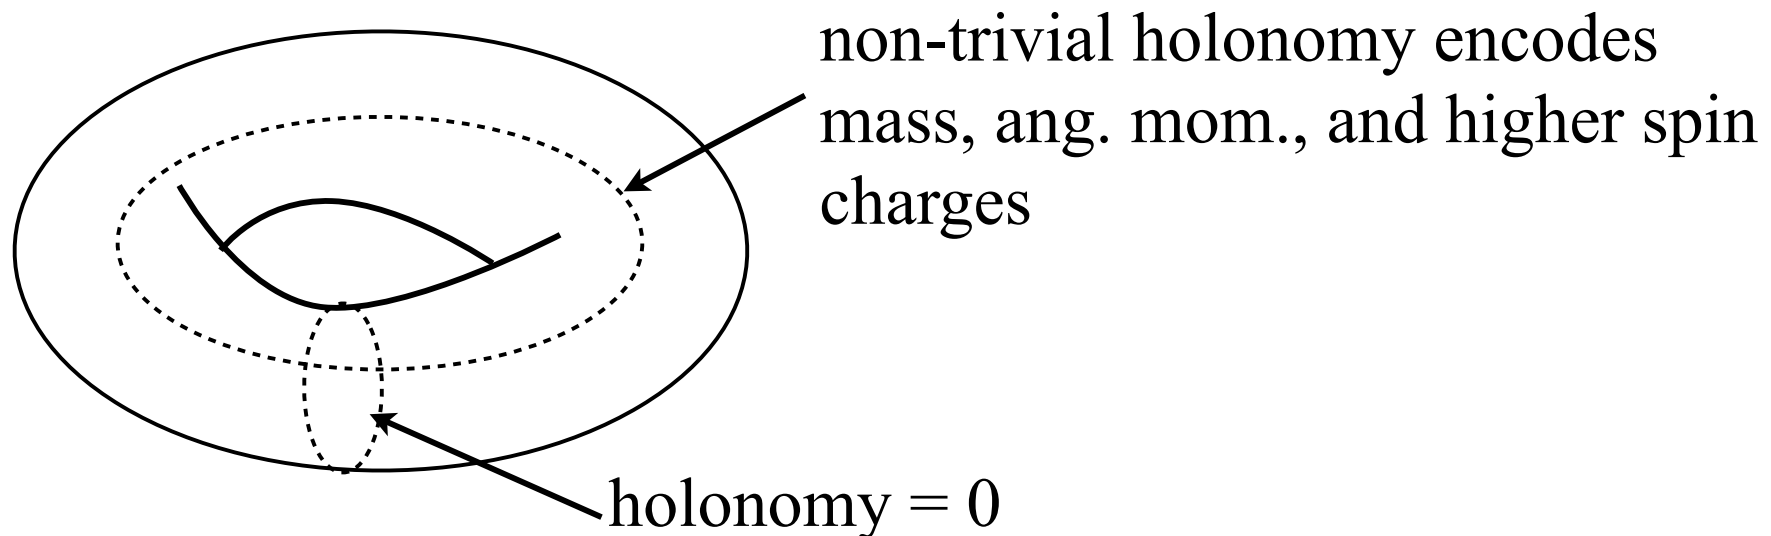 non-trivial holonomy encodes
mass, ang. mom., and higher spin
charges
holonomy = 0